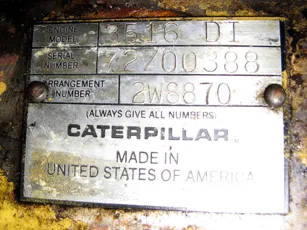 ENGINE MODEL 3516 DI
SERIAL NUMBER 27Z00388
ARRANGEMENT NUMBER 2W8870
(ALWAYS GIVE ALL NUMBERS)
CATERPILLAR
MADE IN
UNITED STATES OF AMERICA